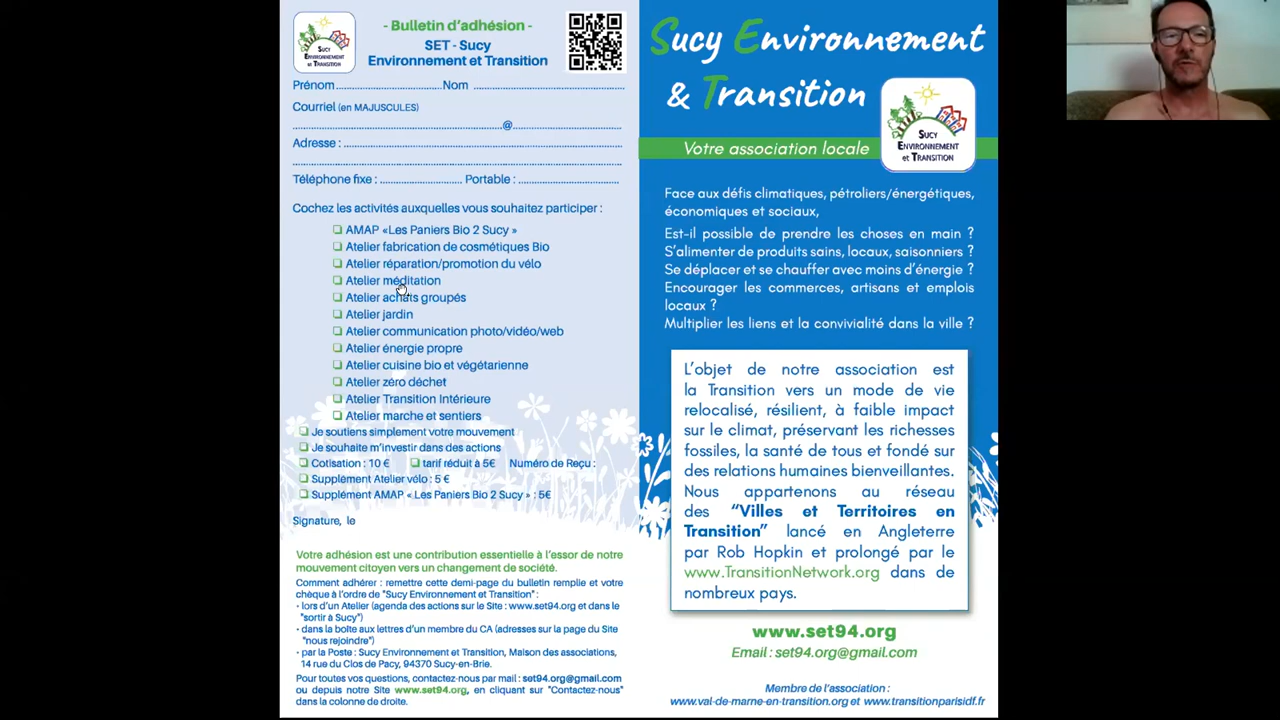 - Bulletin d'adhésion -
SET - Sucy
Environnement et Transition
SUCY
ENVIRONNEMENT
et TRANSITION
Prénom.............................Nom ..........................................
Courriel (en MAJUSCULES)
.........................................................@.............................
Adresse : ...........................................................................
.........................................................................................
Téléphone fixe : ...................... Portable : ...........................
Cochez les activités auxquelles vous souhaitez participer :
AMAP «Les Paniers Bio 2 Sucy »
Atelier fabrication de cosmétiques Bio
Atelier réparation/promotion du vélo
Atelier méditation
Atelier achats groupés
Atelier jardin
Atelier communication photo/vidéo/web
Atelier énergie propre
Atelier cuisine bio et végétarienne
Atelier zéro déchet
Atelier Transition Intérieure
Atelier marche et sentiers
Je soutiens simplement votre mouvement
Je souhaite m'investir dans des actions
Cotisation : 10 € tarif réduit à 5€ Numéro de Reçu :
Supplément Atelier vélo : 5 €
Supplément AMAP « Les Paniers Bio 2 Sucy » : 5€
Signature, le
Votre adhésion est une contribution essentielle à l'essor de notre
mouvement citoyen vers un changement de société.
Comment adhérer : remettre cette demi-page du bulletin remplie et votre
chèque à l'ordre de "Sucy Environnement et Transition" :
- lors d'un Atelier (agenda des actions sur le Site : www.set94.org et dans le
"sortir à Sucy")
- dans la boîte aux lettres d'un membre du CA (adresses sur la page du Site
"nous rejoindre")
- par la Poste : Sucy Environnement et Transition, Maison des associations,
14 rue du Clos de Pacy, 94370 Sucy-en-Brie.
Pour toutes vos questions, contactez-nous par mail : set94.org@gmail.com
ou depuis notre Site www.set94.org, en cliquant sur "Contactez-nous"
dans la colonne de droite.
Sucy Environnement
& Transition
SUCY
ENVIRONNEMENT
et TRANSITION
Votre association locale
Face aux défis climatiques, pétroliers/énergétiques,
économiques et sociaux,
Est-il possible de prendre les choses en main ?
S'alimenter de produits sains, locaux, saisonniers ?
Se déplacer et se chauffer avec moins d'énergie ?
Encourager les commerces, artisans et emplois
locaux ?
Multiplier les liens et la convivialité dans la ville ?
L'objet de notre association est
la Transition vers un mode de vie
relocalisé, résilient, à faible impact
sur le climat, préservant les richesses
fossiles, la santé de tous et fondé sur
des relations humaines bienveillantes.
Nous appartenons au réseau
des "Villes et Territoires en
Transition" lancé en Angleterre
par Rob Hopkin et prolongé par le
www.TransitionNetwork.org dans de
nombreux pays.
www.set94.org
Email : set94.org@gmail.com
Membre de l'association :
www.val-de-marne-en-transition.org et www.transitionparisidf.fr